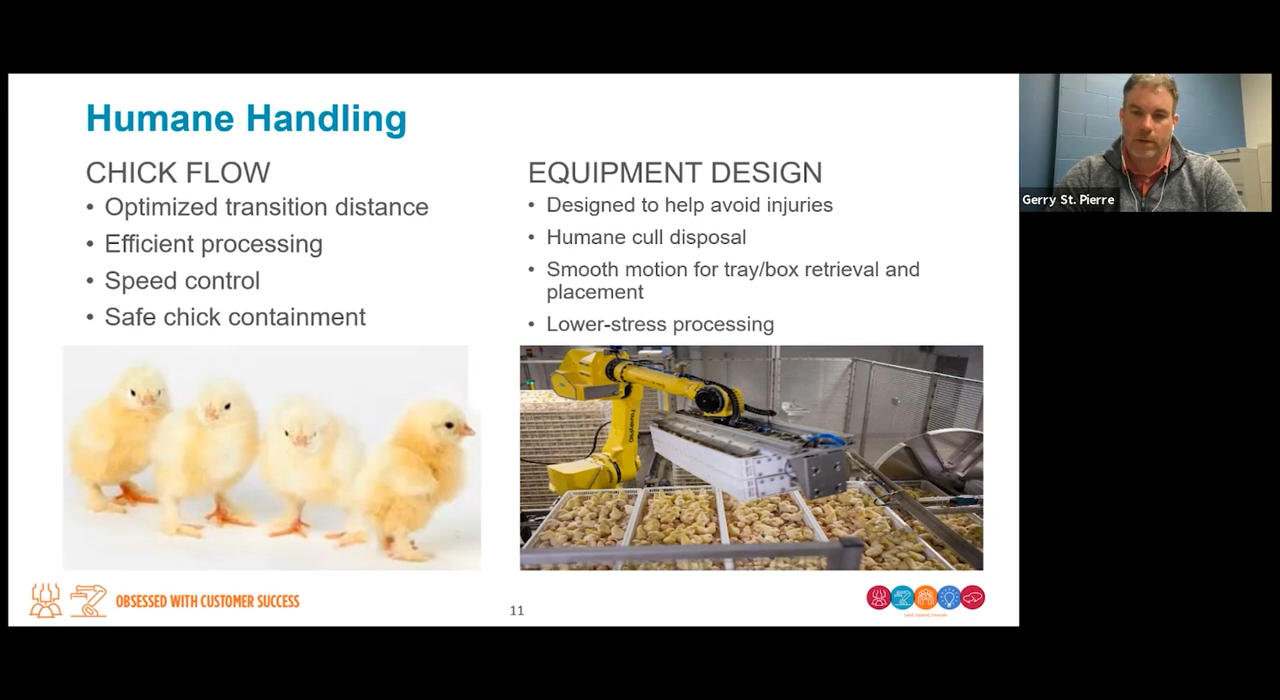 Humane Handling
CHICK FLOW
• Optimized transition distance
• Efficient processing
• Speed control
• Safe chick containment
EQUIPMENT DESIGN
• Designed to help avoid injuries
• Humane cull disposal
• Smooth motion for tray/box retrieval and
placement
• Lower-stress processing
OBSESSED WITH CUSTOMER SUCCESS
11
Gerry St. Pierre